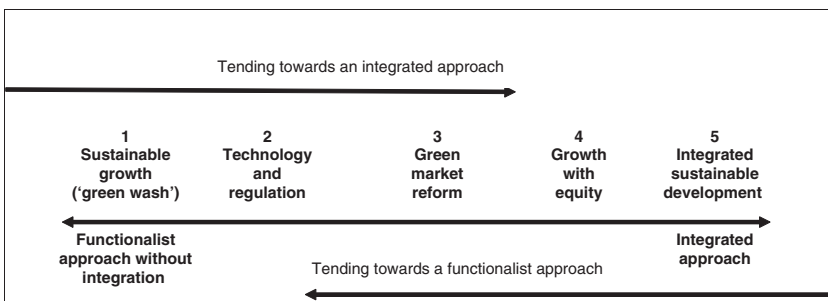 Tending towards an integrated approach
1
Sustainable
growth
(‘green wash’)
2
Technology
and
regulation
3
Green
market
reform
4
Growth
with
equity
5
Integrated
sustainable
development
Functionalist
approach without
integration
Integrated
approach
Tending towards a functionalist approach